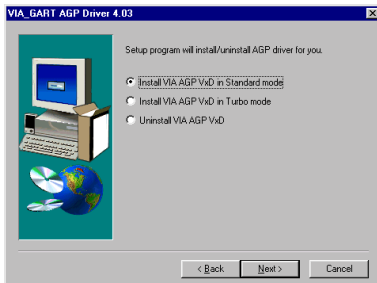 VIA_GART AGP Driver 4.03
Setup program will install/uninstall AGP driver for you.
Install VIA AGP VxD in Standard mode
Install VIA AGP VxD in Turbo mode
Uninstall VIA AGP VxD
< Back Next > Cancel